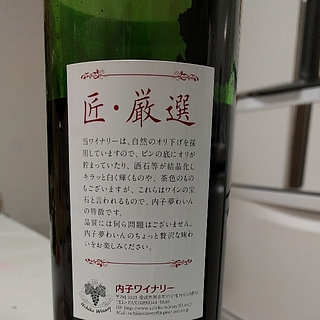 匠・厳選
当ワイナリーは、自然のオリ下げを採
用していますので、ビンの底にオリが
貯まっていたり、酒石等が結晶化し
キラッと白く輝くものや、茶色のもの
もございますが、これらはワインの宝
石と言われるもので、内子夢わいん
の特徴です。
品質には何ら問題はございません。
内子夢わいんのちょっと贅沢な味わ
いをお楽しみください。
内子ワイナリー
Uchiko Winery